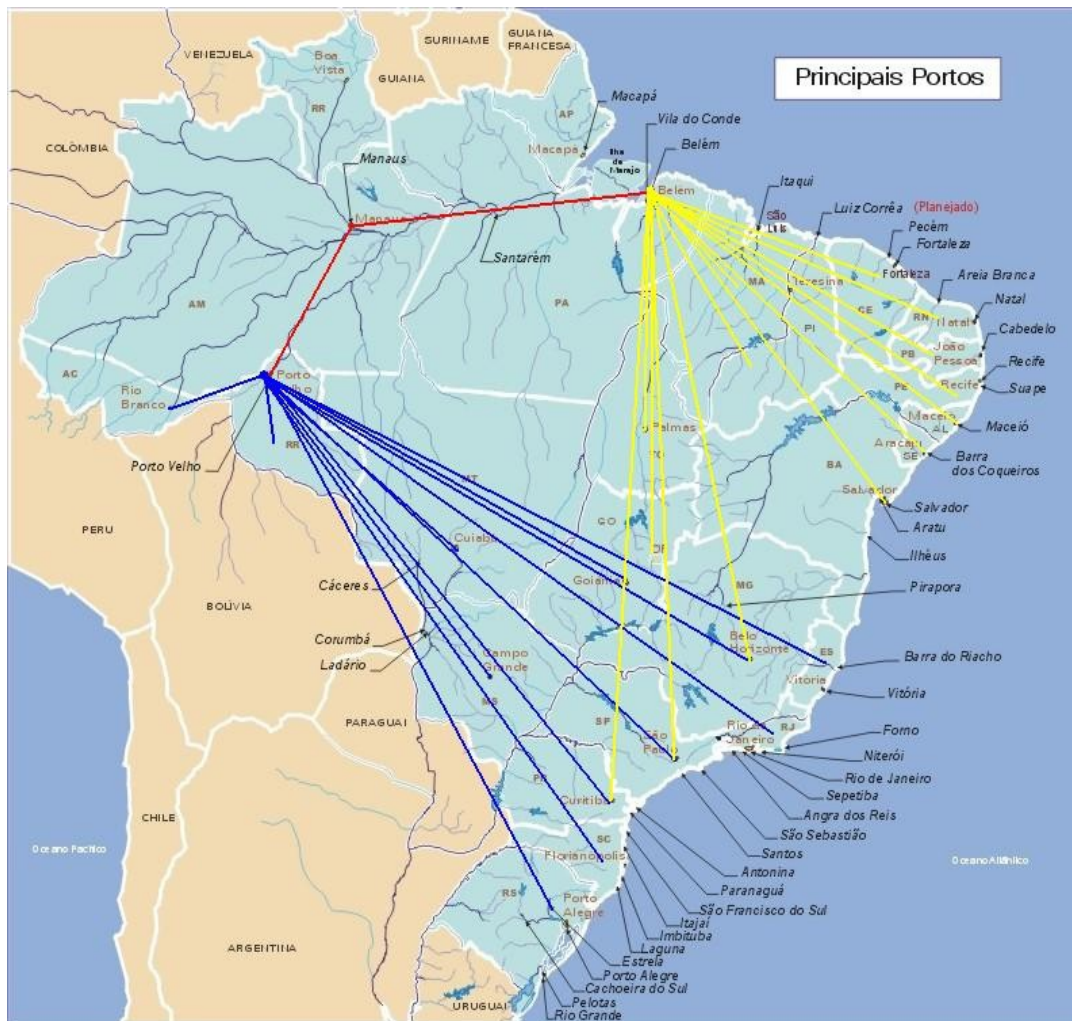 Principais Portos
SURINAME
GUIANA
FRANCESA
VENEZUELA
Boa
Vista
GUIANA
RR
AP
Macapá
Macapá
Vila do Conde
Belém
Ilha
de
Marajo
COLÔMBIA
Manaus
Belém
Itaqui
São
Luis
Luiz Corrêa
(Planejado)
Pecém
Fortaleza
Manaus
Santarém
Fortaleza
Areia Branca
MA
Teresina
CE
RN
Natal
Natal
AM
PA
PI
Cabedelo
João
Pessoa
PB
Recife
Recife
PE
Suape
AC
Rio
Branco
Porto
Velho
Maceió
AL
Maceió
Palmas
TO
Aracaju
SE
Barra
dos Coqueiros
RR
Porto Velho
MT
BA
Salvador
Salvador
Aratu
PERU
GO
DF
Ilhéus
Cuiabá
Cáceres
Goiania
MG
Pirapora
BOLÍVIA
Corumbá
Ladário
Campo
Grande
MS
Belo
Horizonte
ES
Barra do Riacho
Vitória
Vitória
PARAGUAI
SP
São
Paulo
Rio de
Janeiro
RJ
Forno
Niterói
Rio de Janeiro
Sepetiba
Angra dos Reis
São Sebastião
Santos
PR
Curitiba
CHILE
Oceano Pacífico
Oceano Atlântico
SC
Florianópolis
Antonina
Paranaguá
São Francisco do Sul
Itajaí
Imbituba
Laguna
RS
Porto
Alegre
ARGENTINA
Estrela
Porto Alegre
Cachoeira do Sul
Pelotas
Rio Grande
URUGUAI